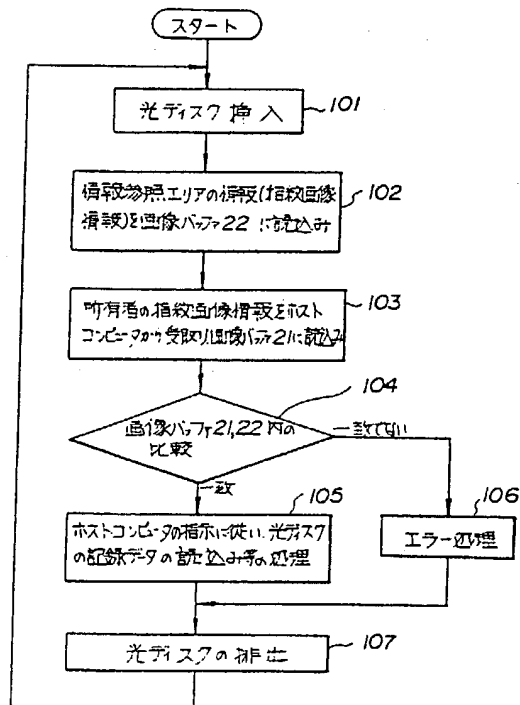 スタート
光ディスク挿入
101
情報参照エリアの情報(指紋画像
情報)を画像バッファ22に読込み
102
所有者の指紋画像情報をホスト
コンピュータから受取り画像バッファ21に読込み
103
画像バッファ21,22内の
比較
104
一致でない
一致
ホストコンピュータの指示に従い、光ディスク
の記録データの読込み等の処理
105
エラー処理
106
光ディスクの排出
107